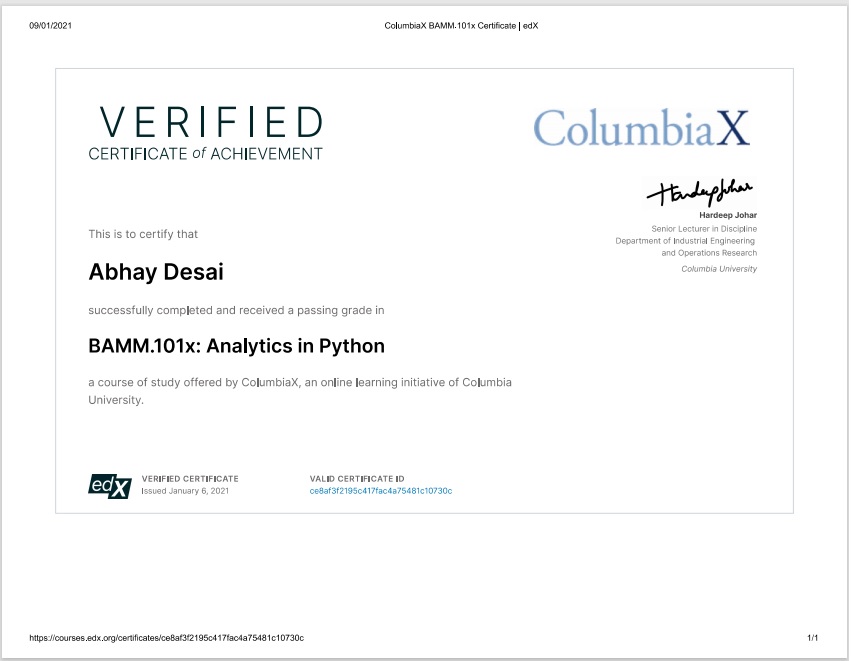 09/01/2021
ColumbiaX BAMM.101x Certificate | edX
VERIFIED
CERTIFICATE of ACHIEVEMENT
ColumbiaX
Hardeep Johar
Hardeep Johar
Senior Lecturer in Discipline
Department of Industrial Engineering
and Operations Research
Columbia University
This is to certify that
Abhay Desai
successfully completed and received a passing grade in
BAMM.101x: Analytics in Python
a course of study offered by ColumbiaX, an online learning initiative of Columbia
University.
edX
VERIFIED CERTIFICATE
Issued January 6, 2021
VALID CERTIFICATE ID
ce8af3f2195c417fac4a75481c10730c
https://courses.edx.org/certificates/ce8af3f2195c417fac4a75481c10730c
1/1